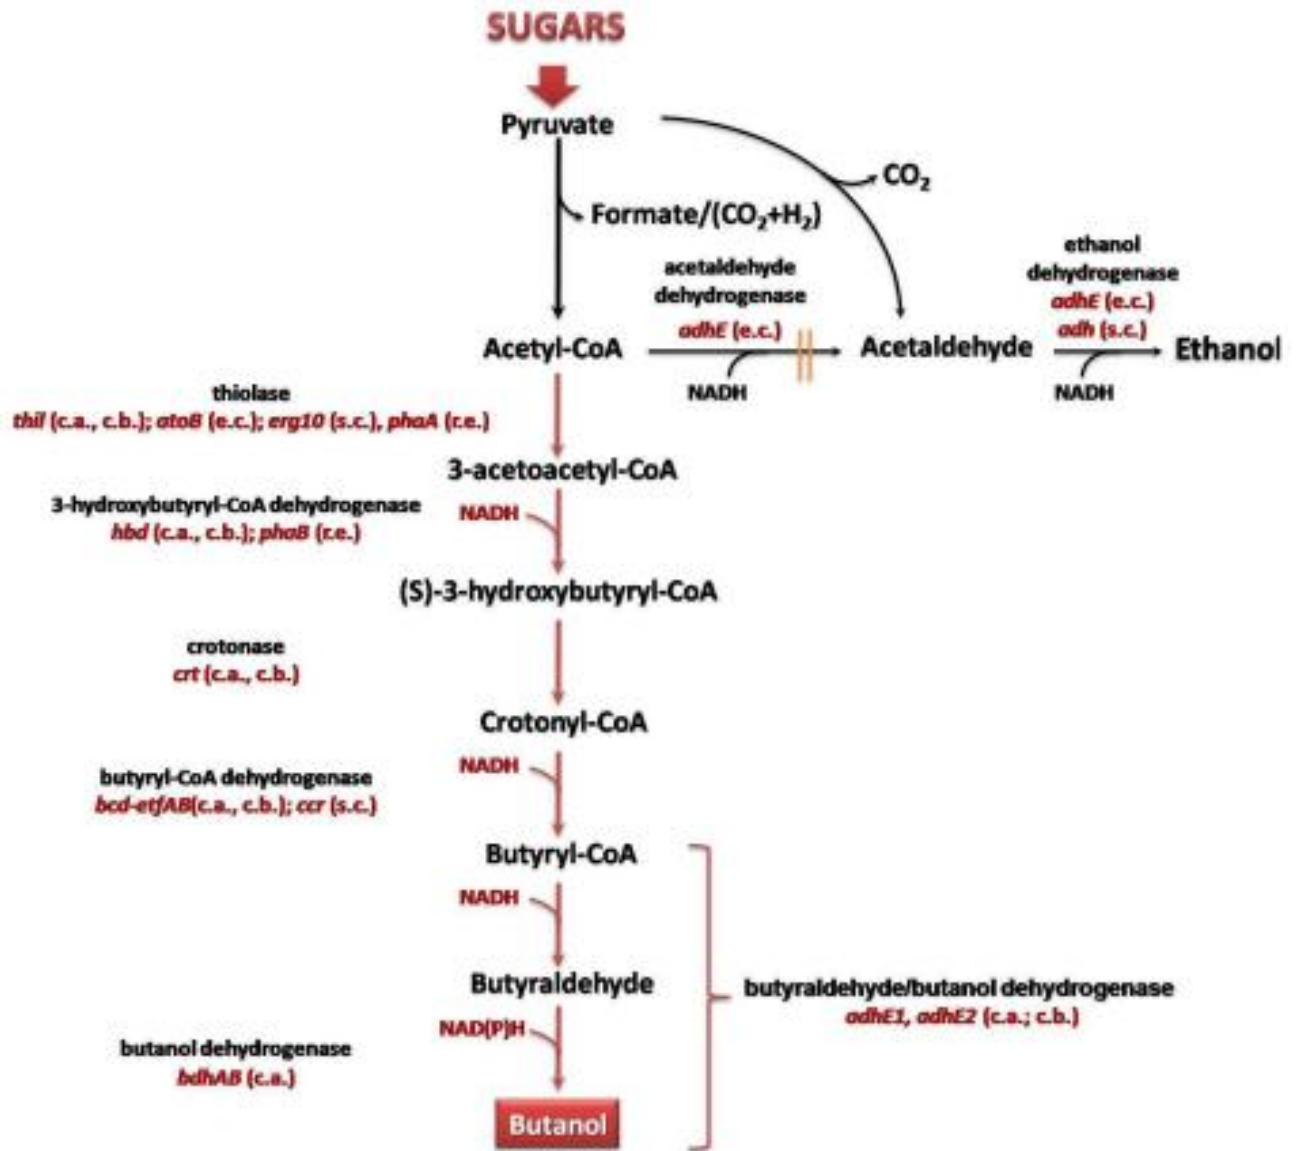 SUGARS
Pyruvate
CO₂
Formate/(CO₂+H₂)
acetaldehyde
dehydrogenase
adhE (e.c.)
ethanol
dehydrogenase
adhE (e.c.)
adh (s.c.)
Acetyl-CoA
NADH
Acetaldehyde
NADH
Ethanol
thiolase
thil (c.a., c.b.); atoB (e.c.); erg10 (s.c.), phaA (r.e.)
3-acetoacetyl-CoA
3-hydroxybutyryl-CoA dehydrogenase
hbd (c.a., c.b.); phaB (r.e.)
NADH
(S)-3-hydroxybutyryl-CoA
crotonase
crt (c.a., c.b.)
Crotonyl-CoA
NADH
butyryl-CoA dehydrogenase
bcd-etfAB(c.a., c.b.); ccr (s.c.)
Butyryl-CoA
NADH
Butyraldehyde
butyraldehyde/butanol dehydrogenase
adhE1, adhE2 (c.a.; c.b.)
NAD(P)H
butanol dehydrogenase
bdhAB (c.a.)
Butanol